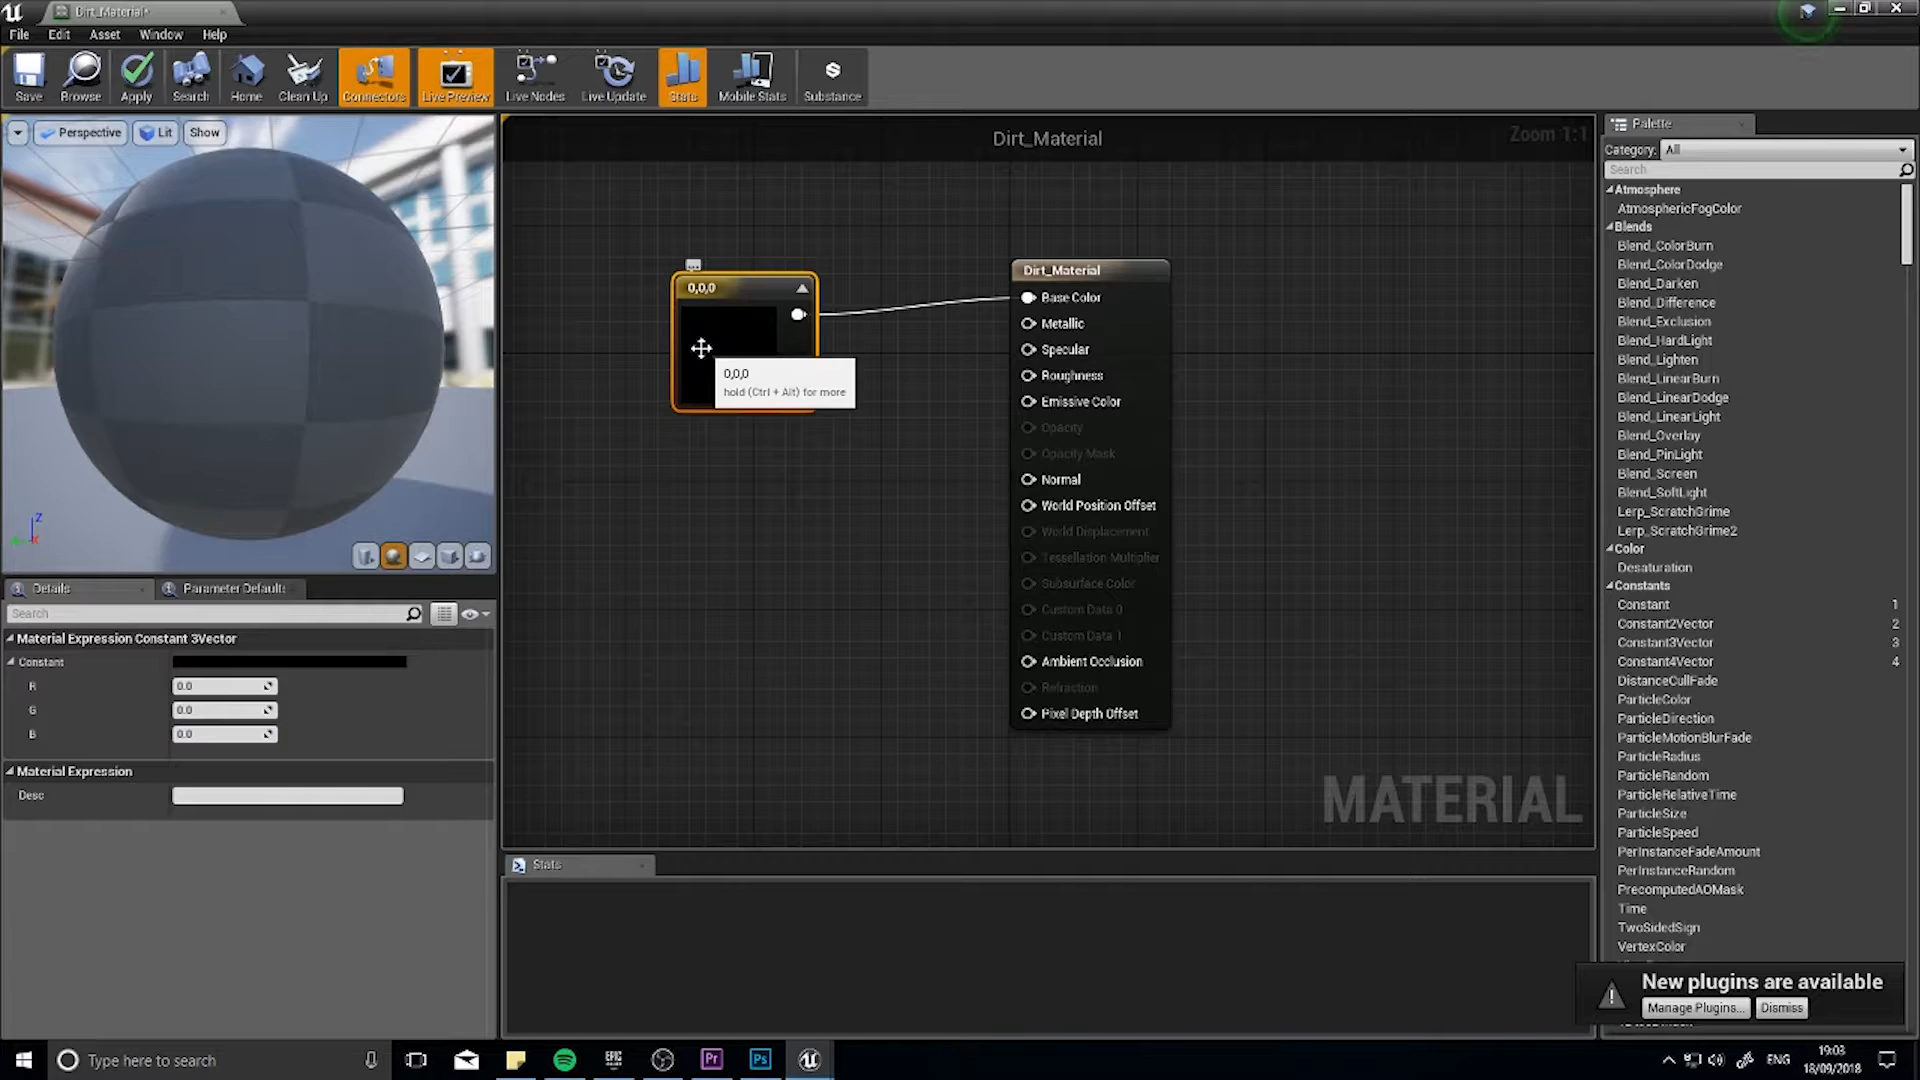 Dirt_Material*
File Edit Asset Window Help
Save Browse Apply Search Home Clean Up Connectors Live Preview Live Nodes Live Update Stats Mobile Stats Substance
Perspective Lit Show
Z
X
Details Parameter Defaults
Search
Material Expression Constant 3Vector
Constant
R 0.0
G 0.0
B 0.0
Material Expression
Desc
Dirt_Material
Zoom 1:1
0,0,0
0,0,0
hold (Ctrl + Alt) for more
Dirt_Material
Base Color
Metallic
Specular
Roughness
Emissive Color
Opacity
Opacity Mask
Normal
World Position Offset
World Displacement
Tessellation Multiplier
Subsurface Color
Custom Data 0
Custom Data 1
Ambient Occlusion
Refraction
Pixel Depth Offset
MATERIAL
Stats
Palette
Category: All
Search
Atmosphere
AtmosphericFogColor
Blends
Blend_ColorBurn
Blend_ColorDodge
Blend_Darken
Blend_Difference
Blend_Exclusion
Blend_HardLight
Blend_Lighten
Blend_LinearBurn
Blend_LinearDodge
Blend_LinearLight
Blend_Overlay
Blend_PinLight
Blend_Screen
Blend_SoftLight
Lerp_ScratchGrime
Lerp_ScratchGrime2
Color
Desaturation
Constants
Constant 1
Constant2Vector 2
Constant3Vector 3
Constant4Vector 4
DistanceCullFade
ParticleColor
ParticleDirection
ParticleMotionBlurFade
ParticleRadius
ParticleRandom
ParticleRelativeTime
ParticleSize
ParticleSpeed
PerInstanceFadeAmount
PerInstanceRandom
PrecomputedAOMask
Time
TwoSidedSign
VertexColor
New plugins are available
Manage Plugins... Dismiss
Type here to search
EPIC
Pr
Ps
ENG
19:03
18/09/2018